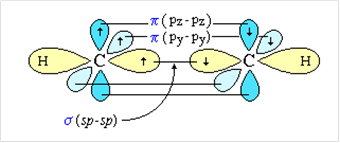 π (pz - pz)
π (py - py)
H C C H
σ (sp - sp)